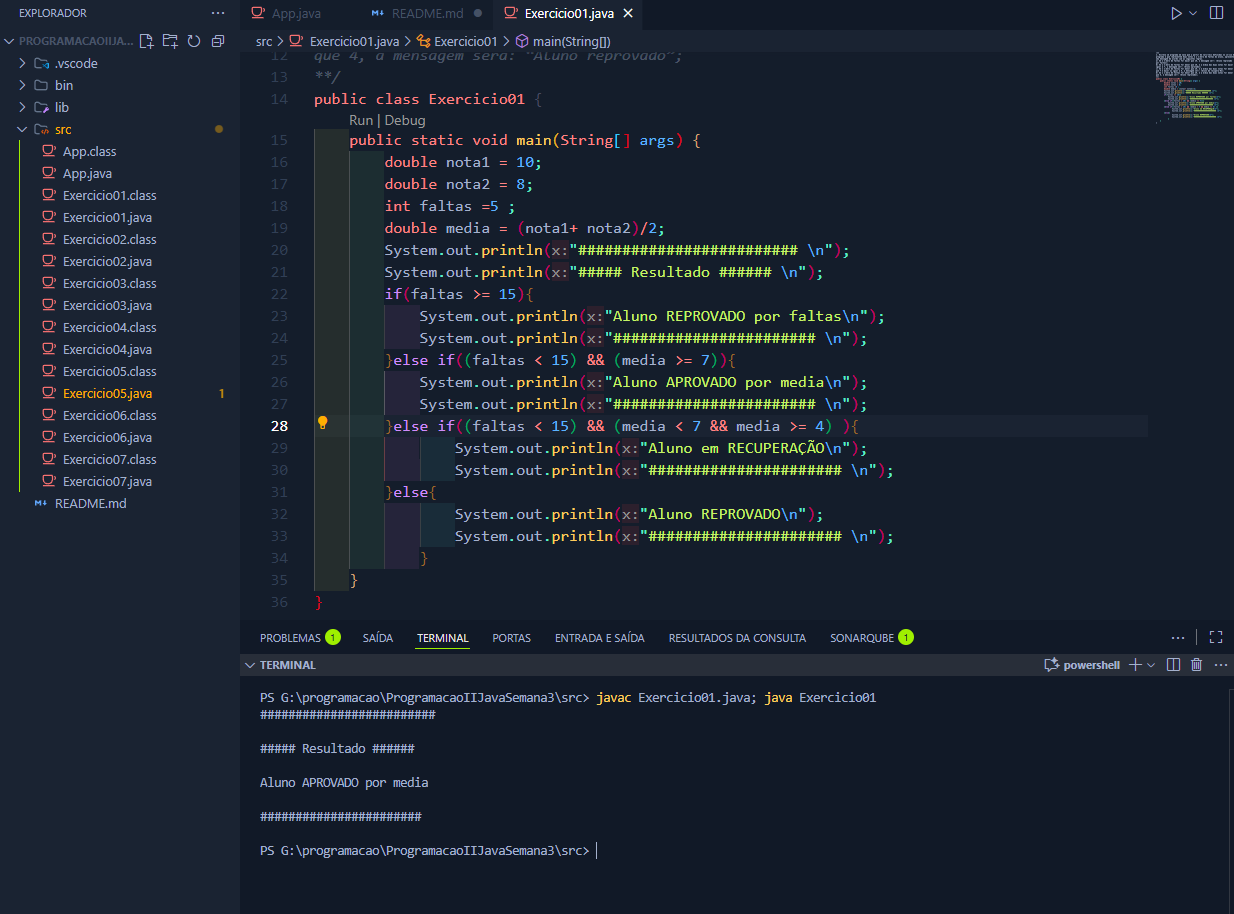 EXPLORADOR ···
App.java README.md Exercicio01.java
PROGRAMACAOIIJA...
src > Exercicio01.java > Exercicio01 > main(String[])
.vscode
bin
lib
src
App.class
App.java
Exercicio01.class
Exercicio01.java
Exercicio02.class
Exercicio02.java
Exercicio03.class
Exercicio03.java
Exercicio04.class
Exercicio04.java
Exercicio05.class
Exercicio05.java 1
Exercicio06.class
Exercicio06.java
Exercicio07.class
Exercicio07.java
README.md
12 que 4, a mensagem será: "Aluno reprovado";
13 **/
14 public class Exercicio01 {
Run | Debug
15 public static void main(String[] args) {
16 double nota1 = 10;
17 double nota2 = 8;
18 int faltas =5 ;
19 double media = (nota1+ nota2)/2;
20 System.out.println(x:"######################### \n");
21 System.out.println(x:"##### Resultado ###### \n");
22 if(faltas >= 15){
23 System.out.println(x:"Aluno REPROVADO por faltas\n");
24 System.out.println(x:"####################### \n");
25 }else if((faltas < 15) && (media >= 7)){
26 System.out.println(x:"Aluno APROVADO por media\n");
27 System.out.println(x:"####################### \n");
28 }else if((faltas < 15) && (media < 7 && media >= 4) ){
29 System.out.println(x:"Aluno em RECUPERAÇÃO\n");
30 System.out.println(x:"###################### \n");
31 }else{
32 System.out.println(x:"Aluno REPROVADO\n");
33 System.out.println(x:"###################### \n");
34 }
35 }
36 }
PROBLEMAS 1 SAÍDA TERMINAL PORTAS ENTRADA E SAÍDA RESULTADOS DA CONSULTA SONARQUBE 1 ···
TERMINAL powershell ···
PS G:\programacao\ProgramacaoIIJavaSemana3\src> javac Exercicio01.java; java Exercicio01
#########################
##### Resultado ######
Aluno APROVADO por media
#######################
PS G:\programacao\ProgramacaoIIJavaSemana3\src>